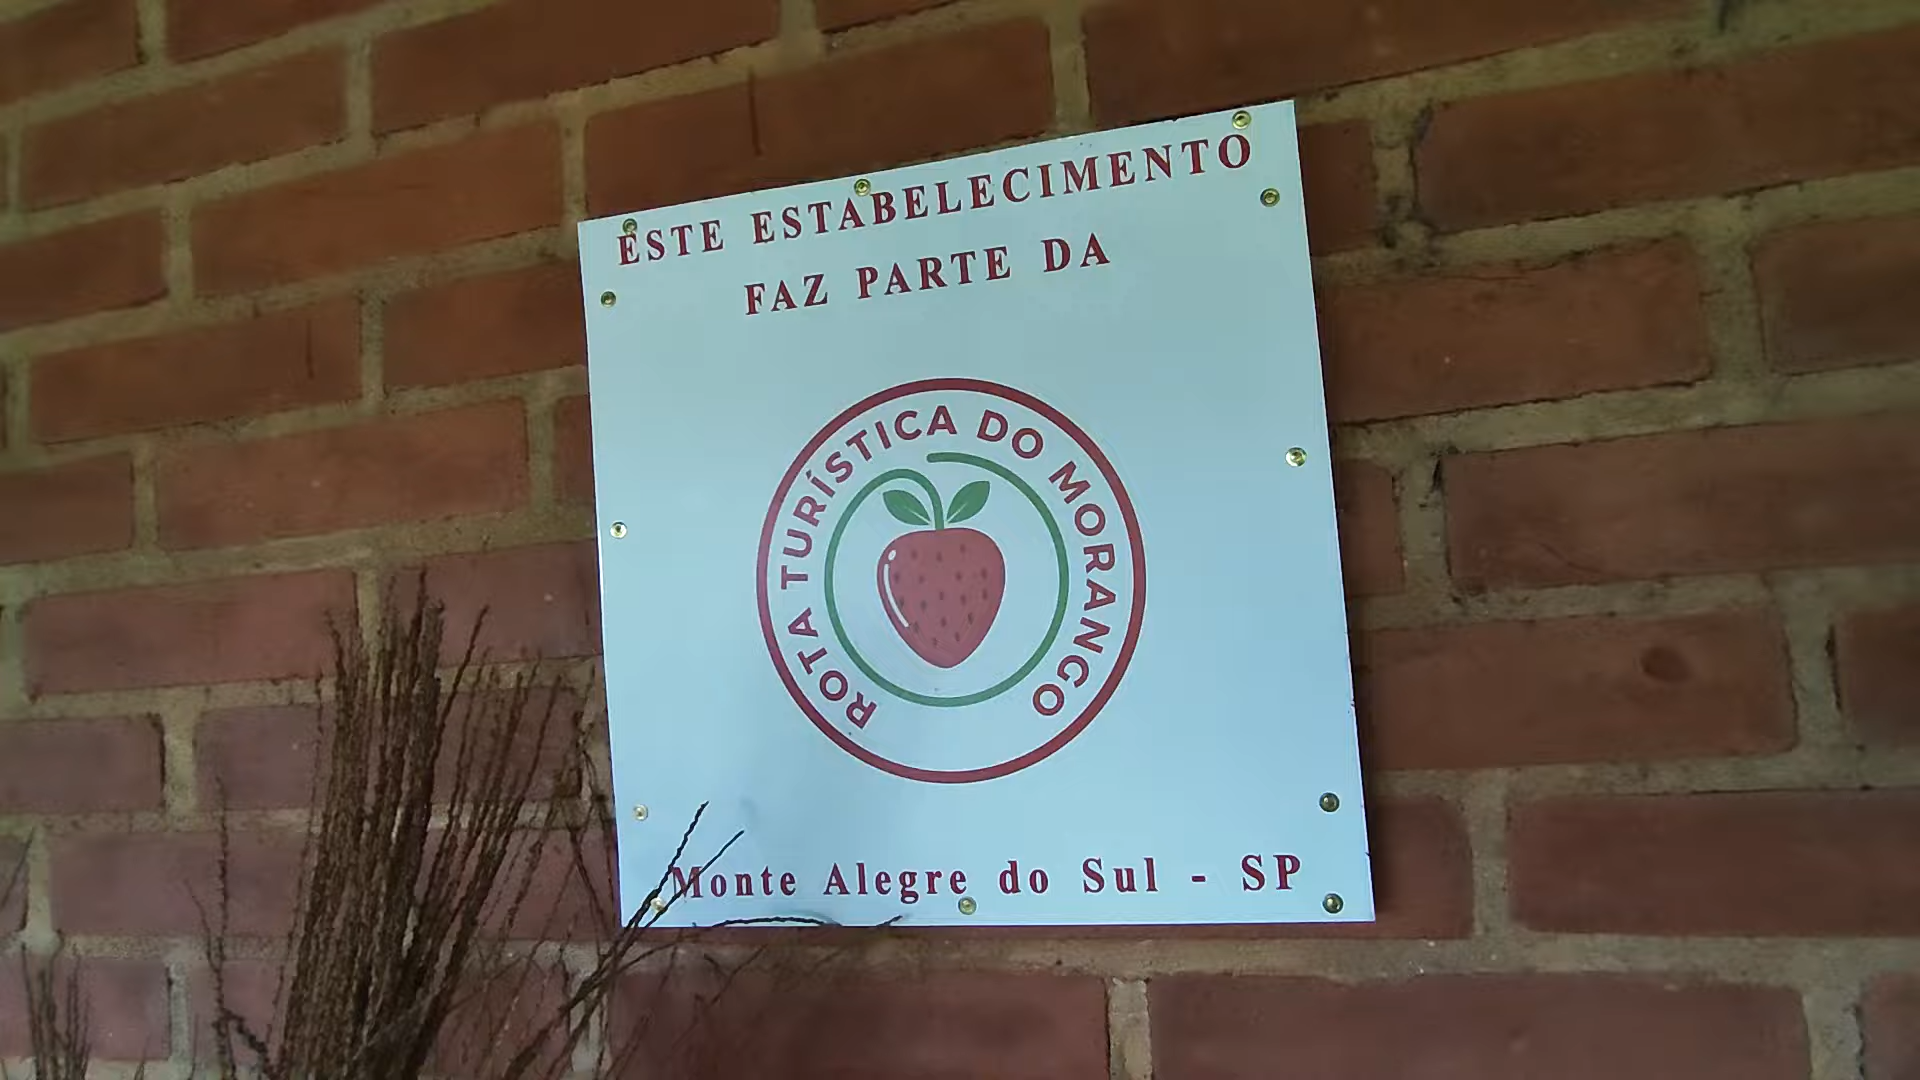 ESTE ESTABELECIMENTO
FAZ PARTE DA
ROTA TURÍSTICA DO MORANGO
Monte Alegre do Sul - SP